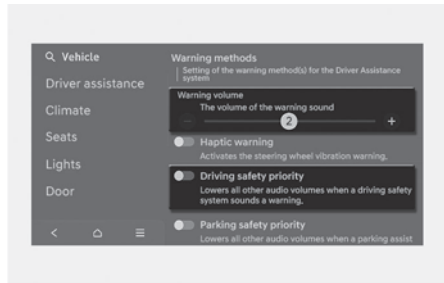 Vehicle
Driver assistance
Climate
Seats
Lights
Door
Warning methods
Setting of the warning method(s) for the Driver Assistance
system
Warning volume
The volume of the warning sound
2
Haptic warning
Activates the steering wheel vibration warning.
Driving safety priority
Lowers all other audio volumes when a driving safety
system sounds a warning.
Parking safety priority
Lowers all other audio volumes when a parking assist